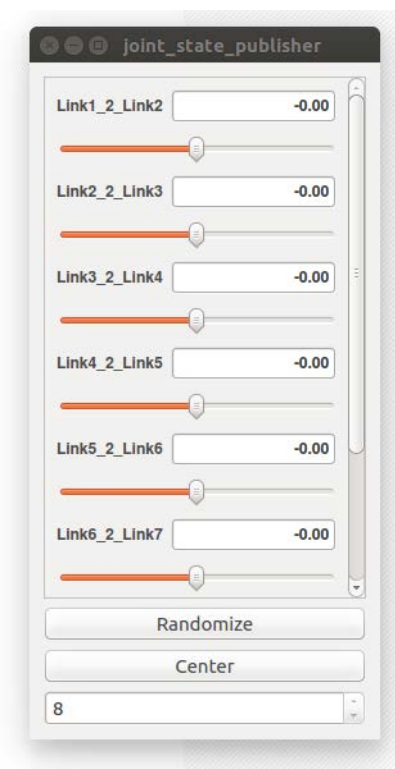 joint_state_publisher
Link1_2_Link2 -0.00
Link2_2_Link3 -0.00
Link3_2_Link4 -0.00
Link4_2_Link5 -0.00
Link5_2_Link6 -0.00
Link6_2_Link7 -0.00
Randomize
Center
8